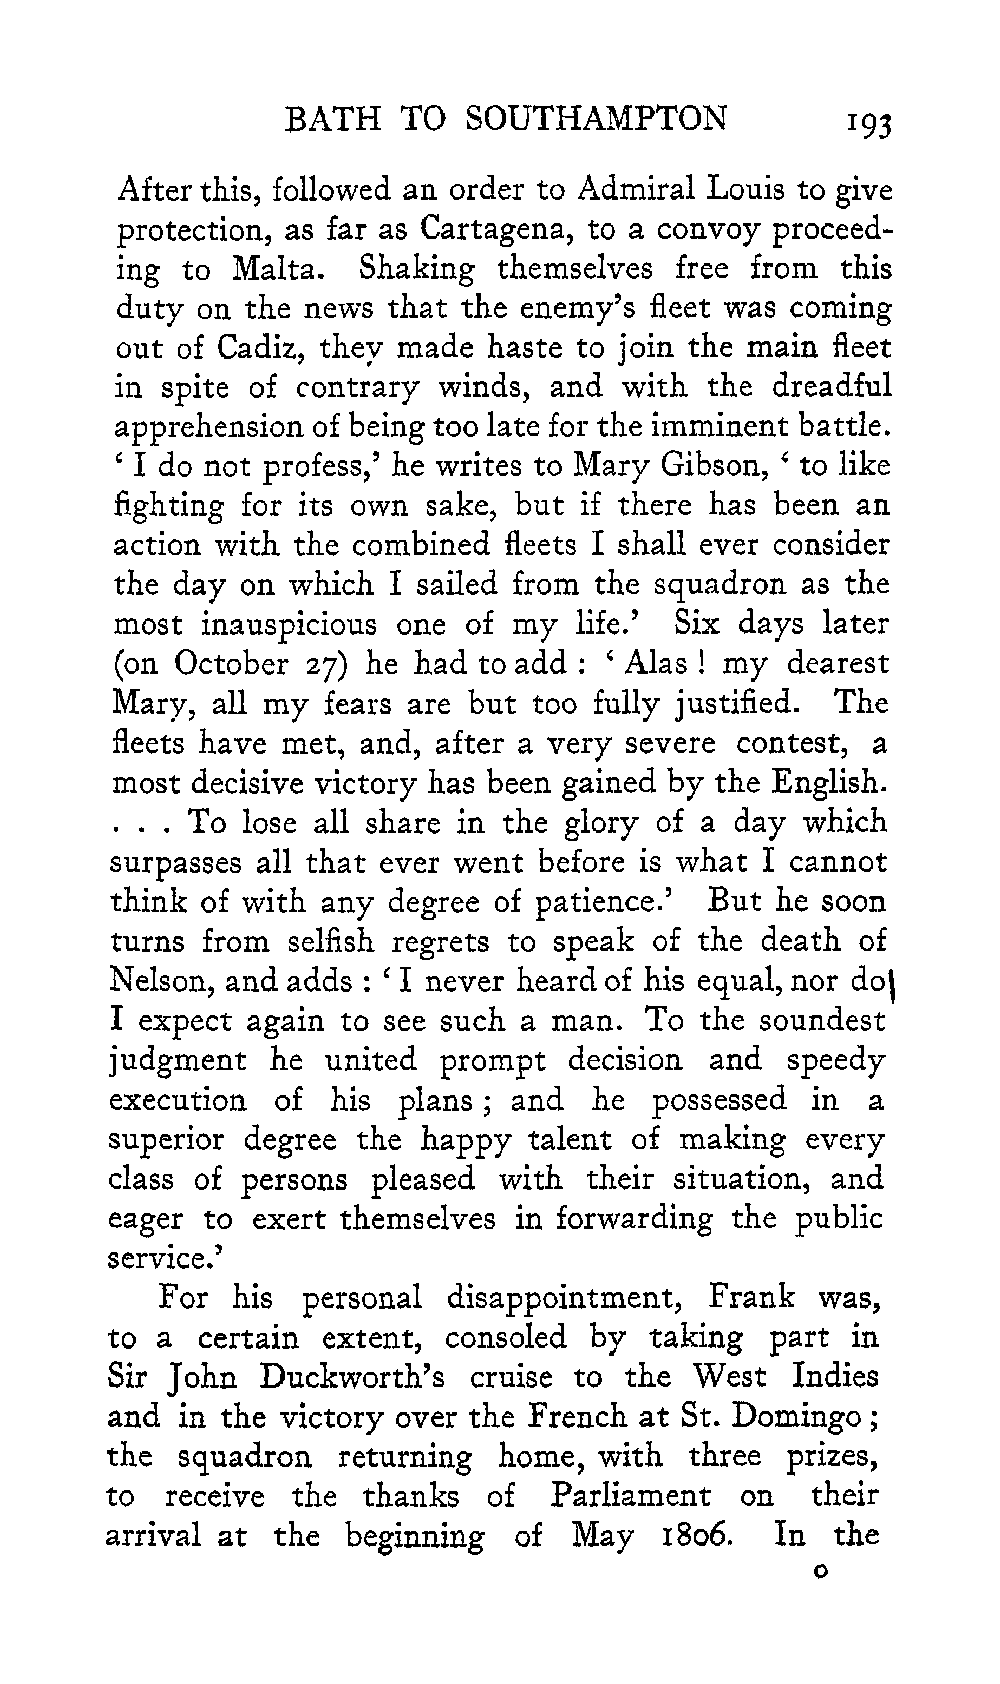 BATH TO SOUTHAMPTON 193
After this, followed an order to Admiral Louis to give
protection, as far as Cartagena, to a convoy proceed-
ing to Malta. Shaking themselves free from this
duty on the news that the enemy's fleet was coming
out of Cadiz, they made haste to join the main fleet
in spite of contrary winds, and with the dreadful
apprehension of being too late for the imminent battle.
‘ I do not profess,’ he writes to Mary Gibson, ‘ to like
fighting for its own sake, but if there has been an
action with the combined fleets I shall ever consider
the day on which I sailed from the squadron as the
most inauspicious one of my life.’ Six days later
(on October 27) he had to add : ‘ Alas ! my dearest
Mary, all my fears are but too fully justified. The
fleets have met, and, after a very severe contest, a
most decisive victory has been gained by the English.
. . . To lose all share in the glory of a day which
surpasses all that ever went before is what I cannot
think of with any degree of patience.’ But he soon
turns from selfish regrets to speak of the death of
Nelson, and adds : ‘ I never heard of his equal, nor do
I expect again to see such a man. To the soundest
judgment he united prompt decision and speedy
execution of his plans ; and he possessed in a
superior degree the happy talent of making every
class of persons pleased with their situation, and
eager to exert themselves in forwarding the public
service.’
For his personal disappointment, Frank was,
to a certain extent, consoled by taking part in
Sir John Duckworth's cruise to the West Indies
and in the victory over the French at St. Domingo ;
the squadron returning home, with three prizes,
to receive the thanks of Parliament on their
arrival at the beginning of May 1806. In the
O